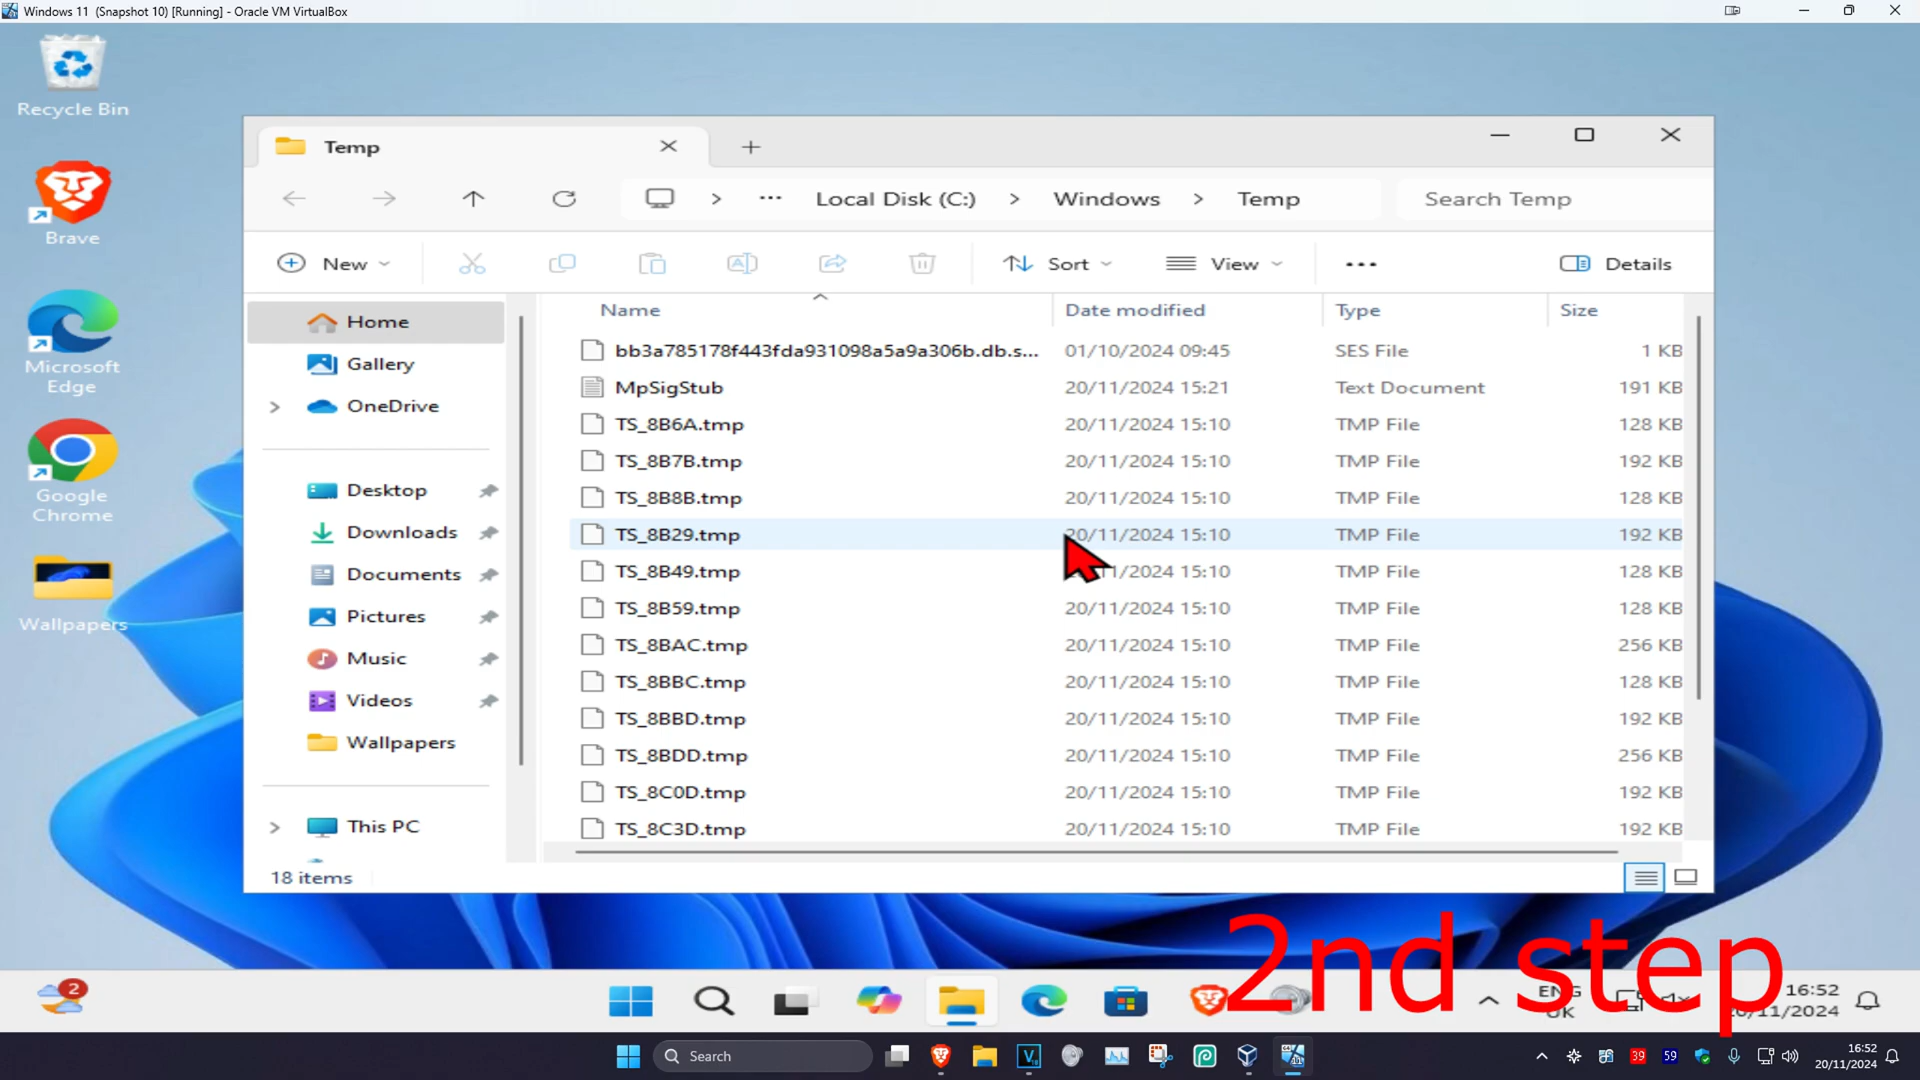 Windows 11 (Snapshot 10) [Running] - Oracle VM VirtualBox
Recycle Bin
Brave
Microsoft
Edge
Google
Chrome
Wallpapers
Temp
Local Disk (C:) > Windows > Temp
Search Temp
New
Sort
View
Details
Home
Gallery
OneDrive
Desktop
Downloads
Documents
Pictures
Music
Videos
Wallpapers
This PC
Name Date modified Type Size
bb3a785178f443fda931098a5a9a306b.db.s... 01/10/2024 09:45 SES File 1 KB
MpSigStub 20/11/2024 15:21 Text Document 191 KB
TS_8B6A.tmp 20/11/2024 15:10 TMP File 128 KB
TS_8B7B.tmp 20/11/2024 15:10 TMP File 192 KB
TS_8B8B.tmp 20/11/2024 15:10 TMP File 128 KB
TS_8B29.tmp 20/11/2024 15:10 TMP File 192 KB
TS_8B49.tmp 15:10 TMP File 128 KB
TS_8B59.tmp 20/11/2024 15:10 TMP File 128 KB
TS_8BAC.tmp 20/11/2024 15:10 TMP File 256 KB
TS_8BBC.tmp 20/11/2024 15:10 TMP File 128 KB
TS_8BBD.tmp 20/11/2024 15:10 TMP File 192 KB
TS_8BDD.tmp 20/11/2024 15:10 TMP File 256 KB
TS_8C0D.tmp 20/11/2024 15:10 TMP File 192 KB
TS_8C3D.tmp 20/11/2024 15:10 TMP File 192 KB
18 items
2nd step
2
ENG
UK
16:52
Search
39
59
16:52
20/11/2024